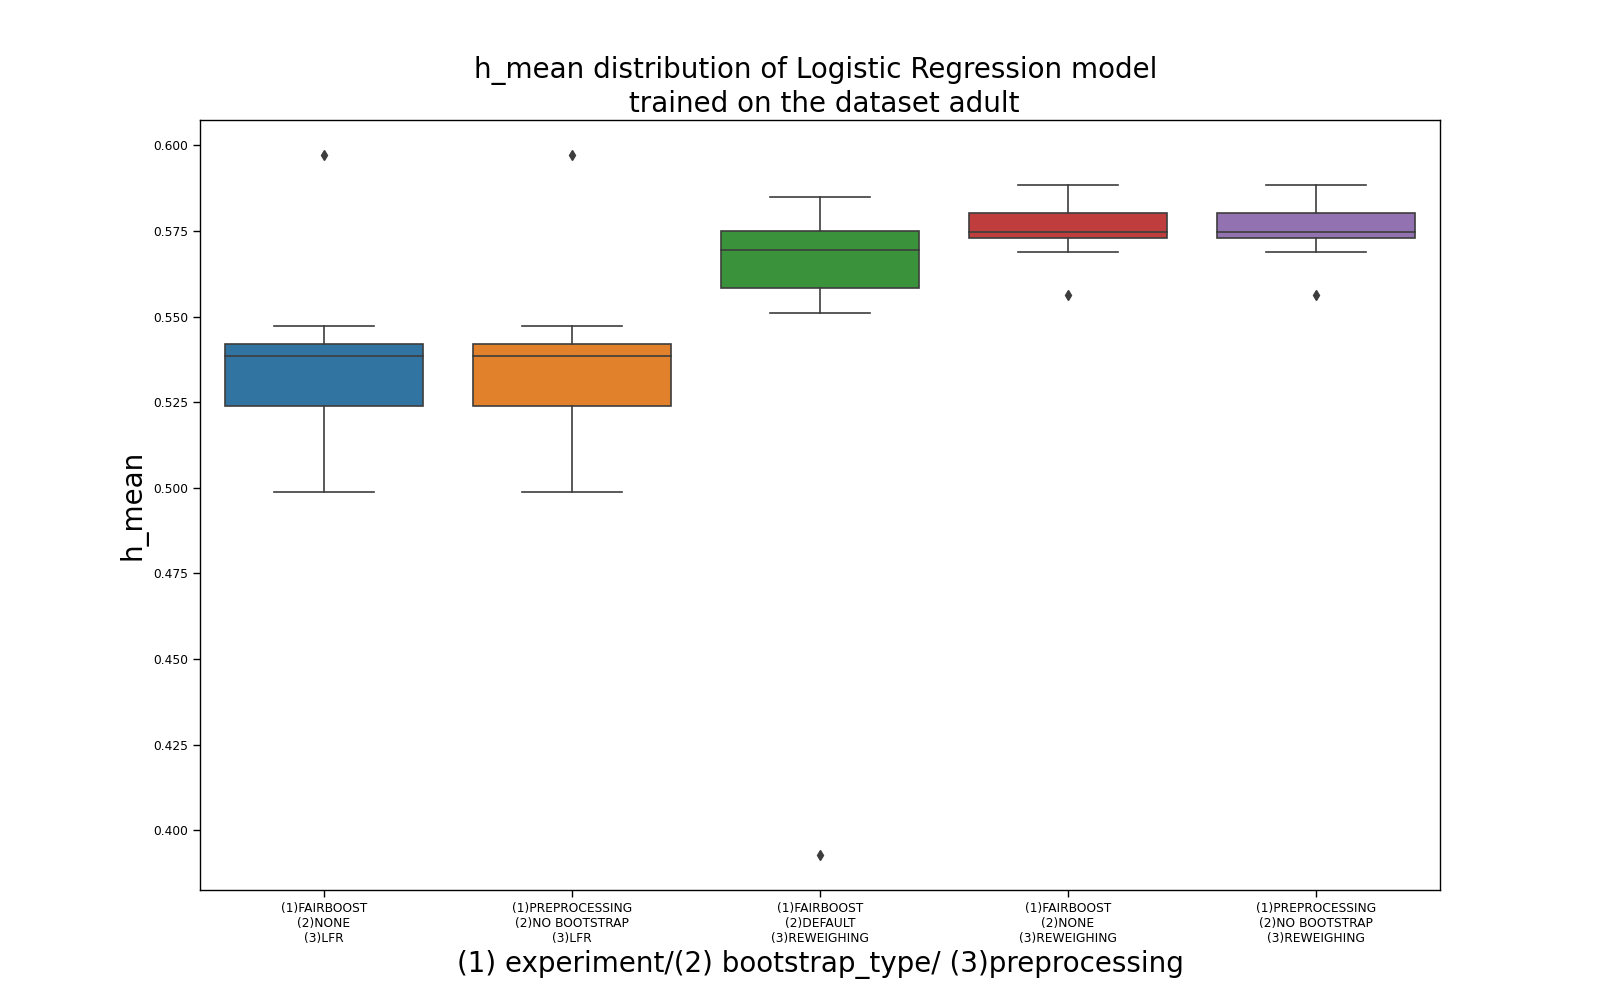 h_mean distribution of Logistic Regression model
trained on the dataset adult
h_mean
0.600
0.575
0.550
0.525
0.500
0.475
0.450
0.425
0.400
(1)FAIRBOOST
(2)NONE
(3)LFR
(1)PREPROCESSING
(2)NO BOOTSTRAP
(3)LFR
(1)FAIRBOOST
(2)DEFAULT
(3)REWEIGHING
(1)FAIRBOOST
(2)NONE
(3)REWEIGHING
(1)PREPROCESSING
(2)NO BOOTSTRAP
(3)REWEIGHING
(1) experiment/(2) bootstrap_type/ (3)preprocessing